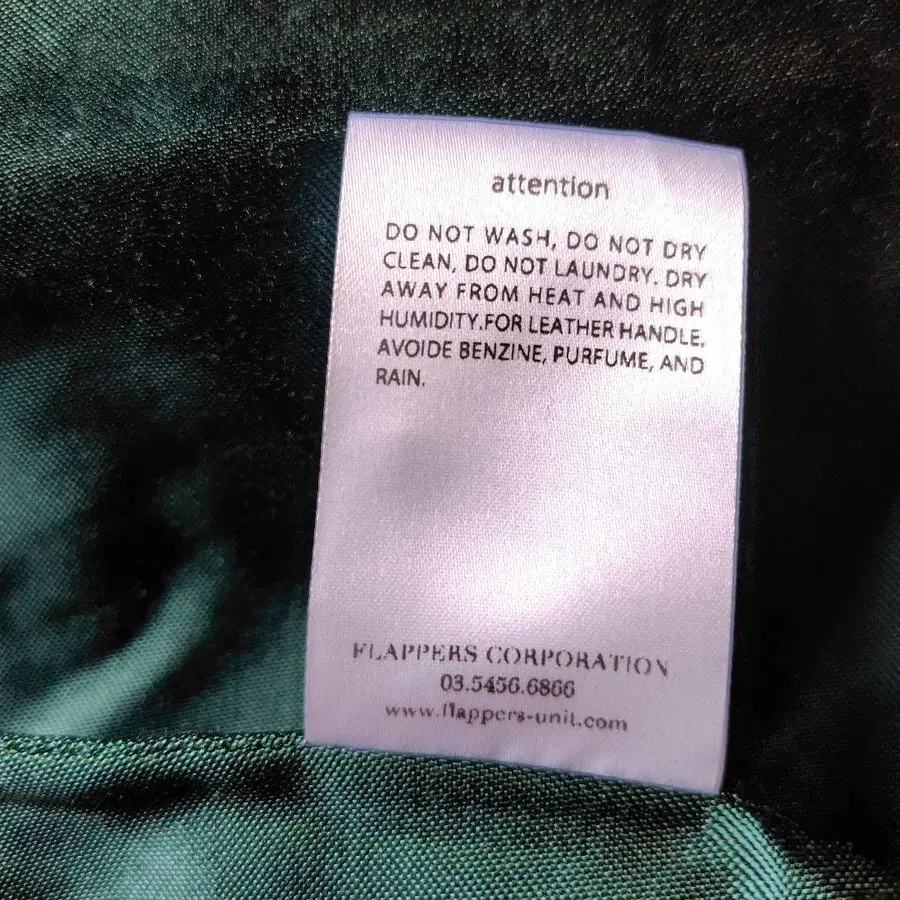 attention
DO NOT WASH, DO NOT DRY
CLEAN, DO NOT LAUNDRY. DRY
AWAY FROM HEAT AND HIGH
HUMIDITY.FOR LEATHER HANDLE,
AVOIDE BENZINE, PURFUME, AND
RAIN.
FLAPPERS CORPORATION
03.5456.6866
www.flappers-unit.com